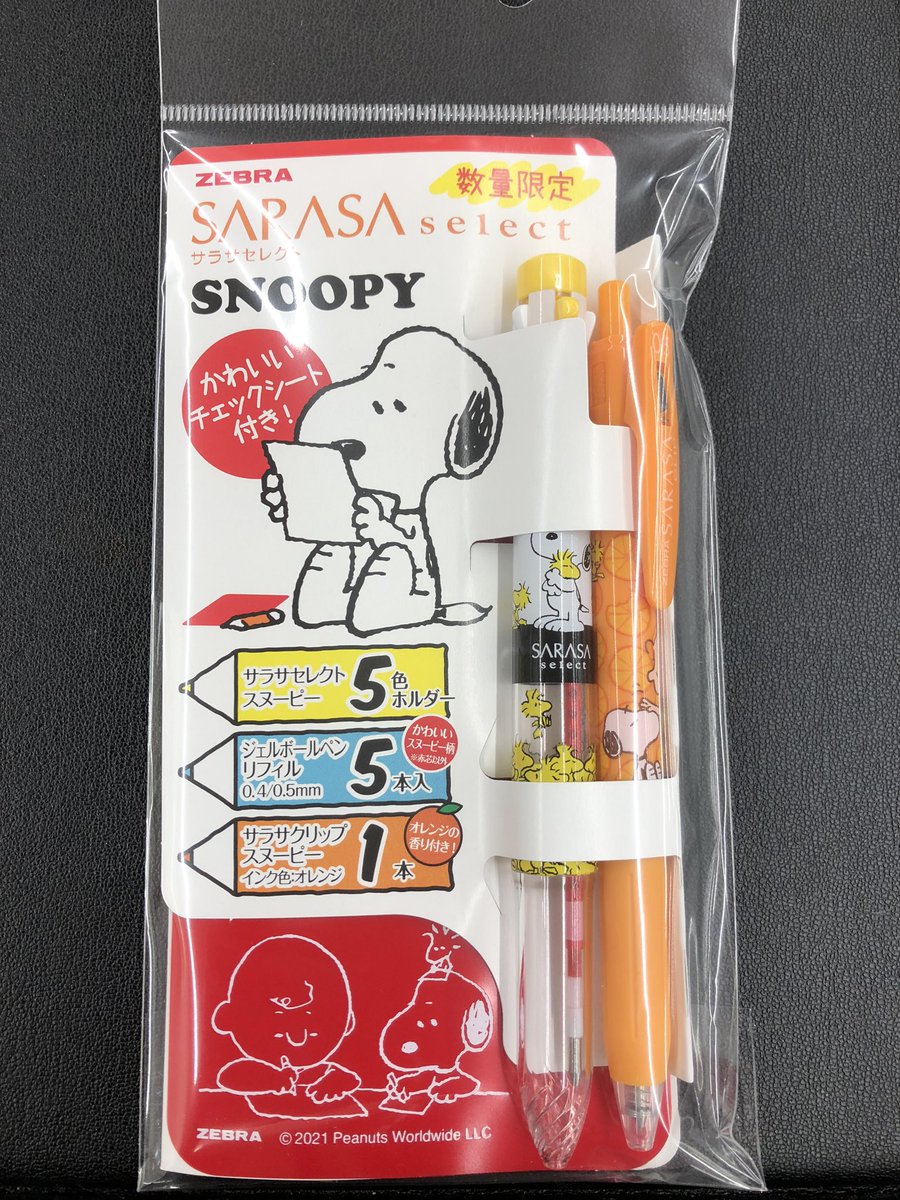 ZEBRA
数量限定
SARASA select
サラサセレクト
SNOOPY
かわいい
チェックシート
付き!
サラサセレクト
スヌーピー
5色
ホルダー
ジェルボールペン
リフィル
0.4/0.5mm
5本入
かわいい
スヌーピー柄
※赤芯以外
サラサクリップ
スヌーピー
インク色:オレンジ
1本
オレンジの
香り付き!
SARASA
select
ZEBRA SARASA
ZEBRA © 2021 Peanuts Worldwide LLC